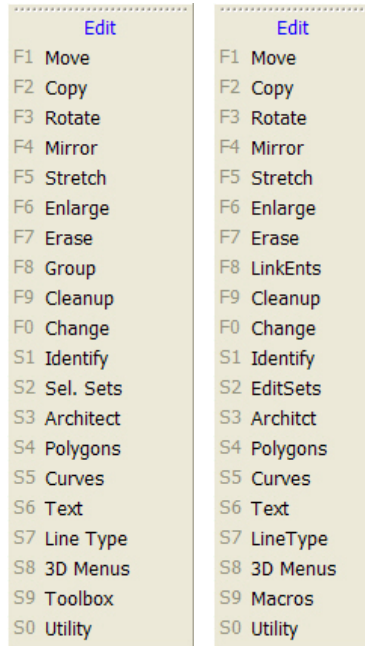 Edit
F1 Move
F2 Copy
F3 Rotate
F4 Mirror
F5 Stretch
F6 Enlarge
F7 Erase
F8 Group
F9 Cleanup
F0 Change
S1 Identify
S2 Sel. Sets
S3 Architect
S4 Polygons
S5 Curves
S6 Text
S7 Line Type
S8 3D Menus
S9 Toolbox
S0 Utility
Edit
F1 Move
F2 Copy
F3 Rotate
F4 Mirror
F5 Stretch
F6 Enlarge
F7 Erase
F8 LinkEnts
F9 Cleanup
F0 Change
S1 Identify
S2 EditSets
S3 Architct
S4 Polygons
S5 Curves
S6 Text
S7 LineType
S8 3D Menus
S9 Macros
S0 Utility